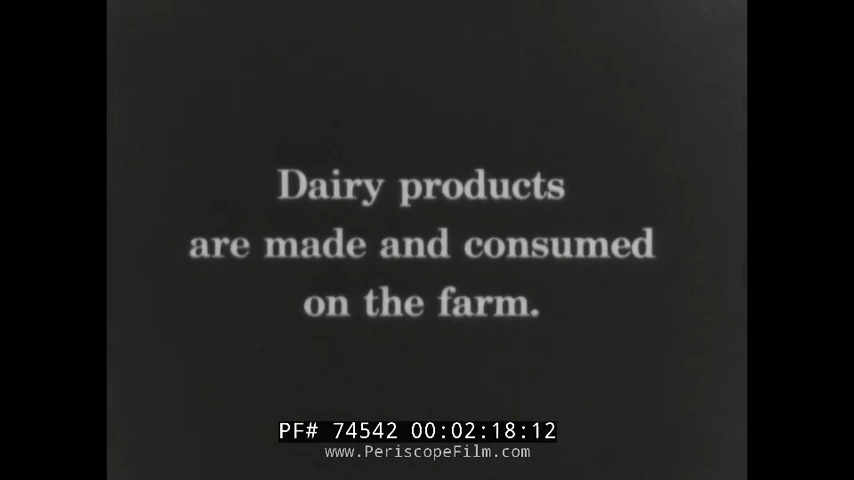 Dairy products
are made and consumed
on the farm.
PF# 74542 00:02:18:12
www.PeriscopeFilm.com